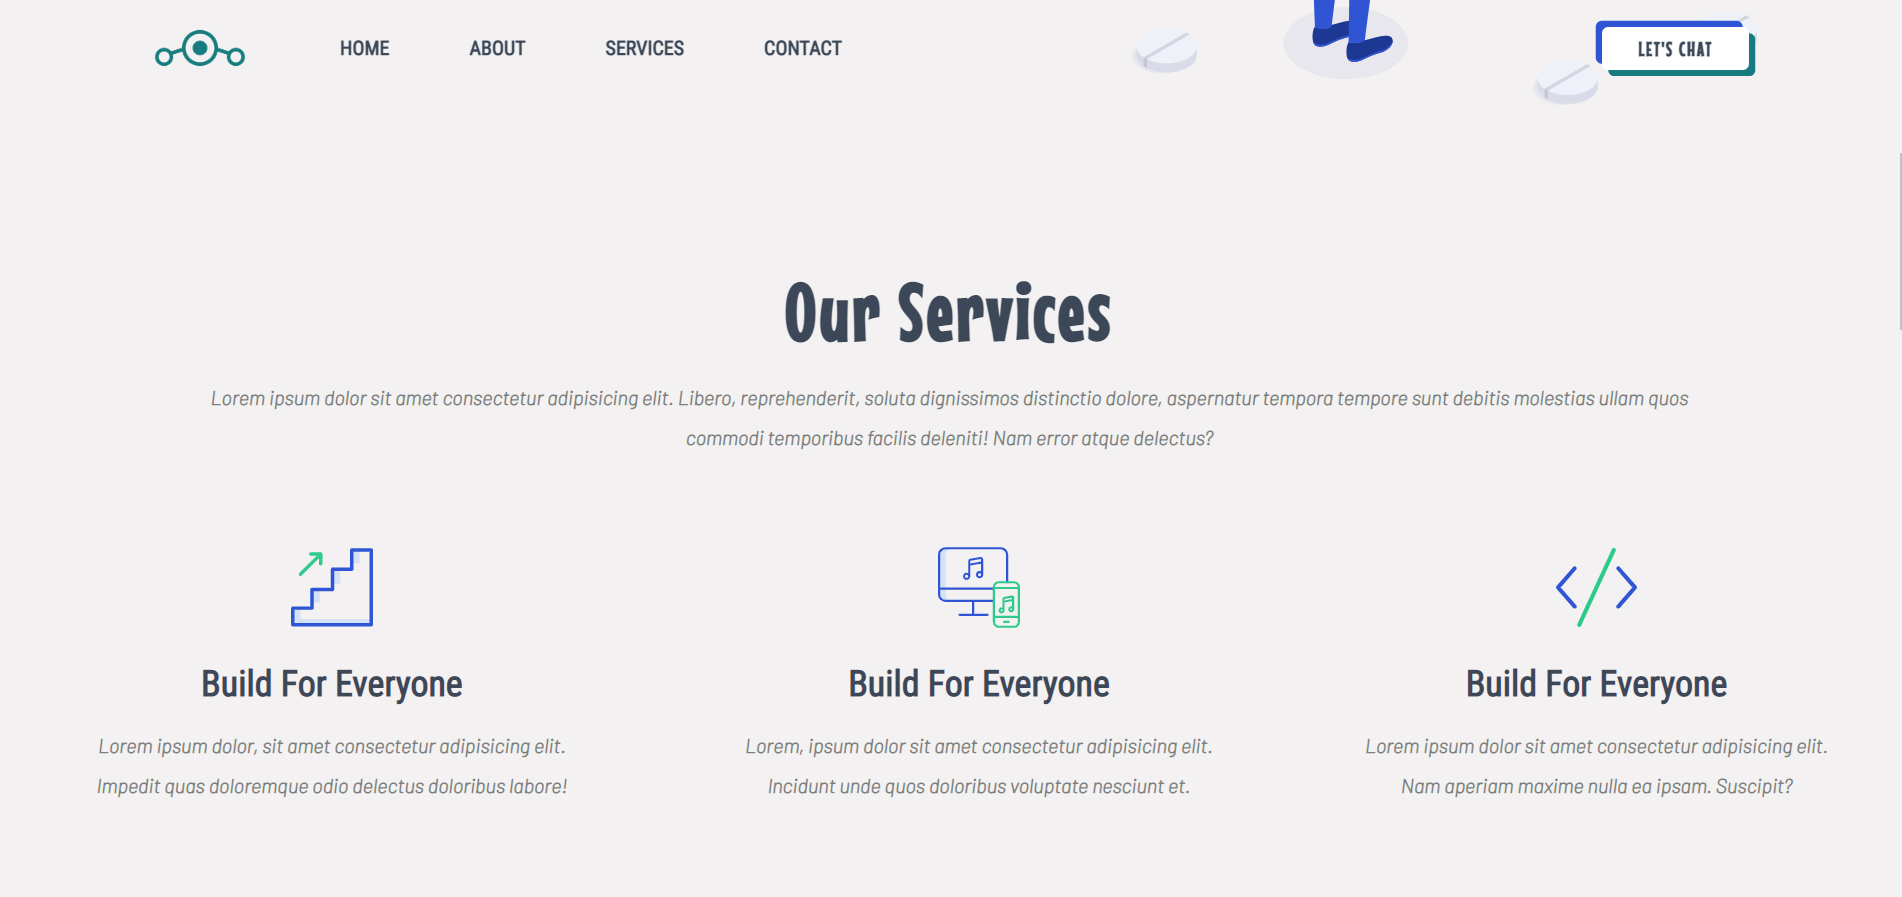 HOME ABOUT SERVICES CONTACT LET'S CHAT
Our Services
Lorem ipsum dolor sit amet consectetur adipisicing elit. Libero, reprehenderit, soluta dignissimos distinctio dolore, aspernatur tempora tempore sunt debitis molestias ullam quos
commodi temporibus facilis deleniti! Nam error atque delectus?
Build For Everyone
Lorem ipsum dolor, sit amet consectetur adipisicing elit.
Impedit quas doloremque odio delectus doloribus labore!
Build For Everyone
Lorem, ipsum dolor sit amet consectetur adipisicing elit.
Incidunt unde quos doloribus voluptate nesciunt et.
Build For Everyone
Lorem ipsum dolor sit amet consectetur adipisicing elit.
Nam aperiam maxime nulla ea ipsam. Suscipit?